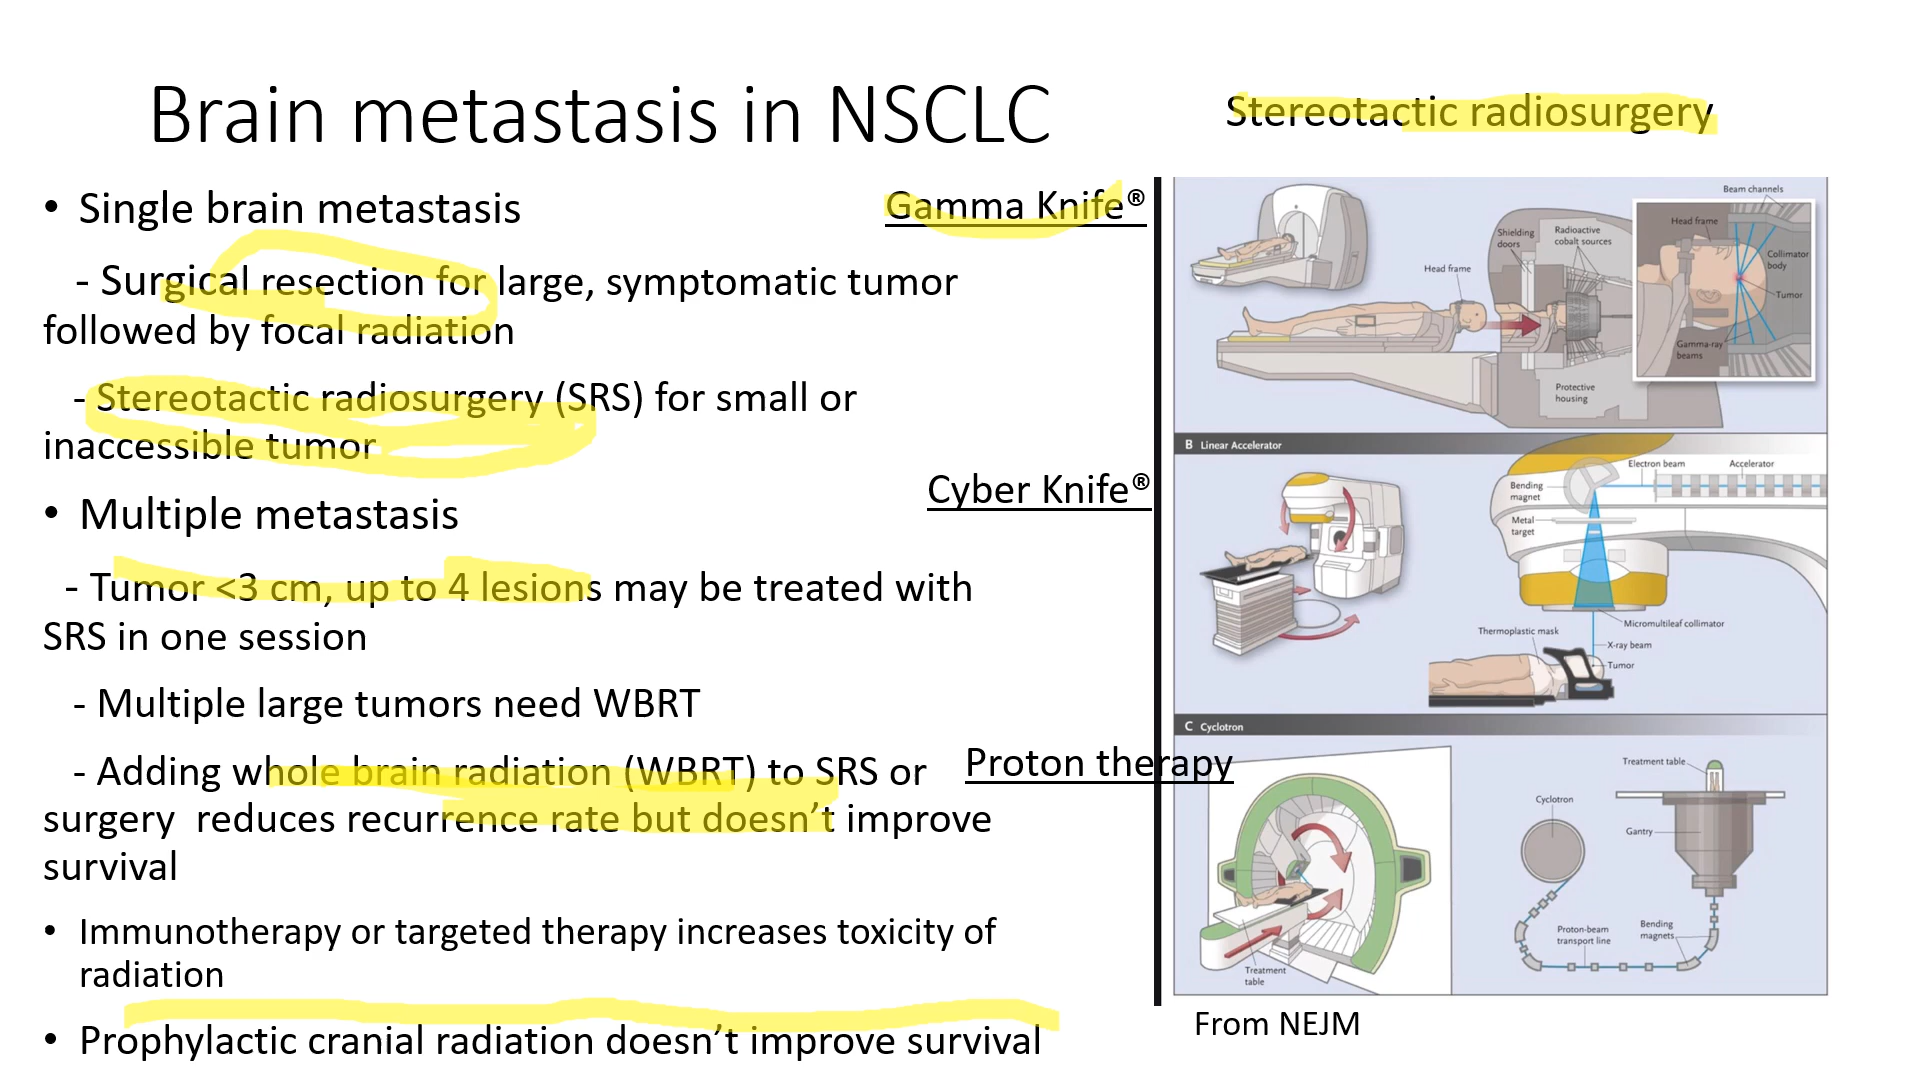 Brain metastasis in NSCLC
• Single brain metastasis
- Surgical resection for large, symptomatic tumor
followed by focal radiation
- Stereotactic radiosurgery (SRS) for small or
inaccessible tumor
• Multiple metastasis
- Tumor <3 cm, up to 4 lesions may be treated with
SRS in one session
- Multiple large tumors need WBRT
- Adding whole brain radiation (WBRT) to SRS or
surgery  reduces recurrence rate but doesn’t improve
survival
• Immunotherapy or targeted therapy increases toxicity of
radiation
• Prophylactic cranial radiation doesn’t improve survival
Stereotactic radiosurgery
Gamma Knife®
Beam channels
Head frame
Collimator
body
Tumor
Gamma-ray
beams
Shielding
doors
Radioactive
cobalt sources
Head frame
Protective
housing
Cyber Knife®
B Linear Accelerator
Electron beam
Accelerator
Bending
magnet
Metal
target
Micromultileaf collimator
Thermoplastic mask
X-ray beam
Tumor
Proton therapy
C Cyclotron
Treatment table
Cyclotron
Gantry
Proton-beam
transport line
Bending
magnets
Treatment
table
From NEJM